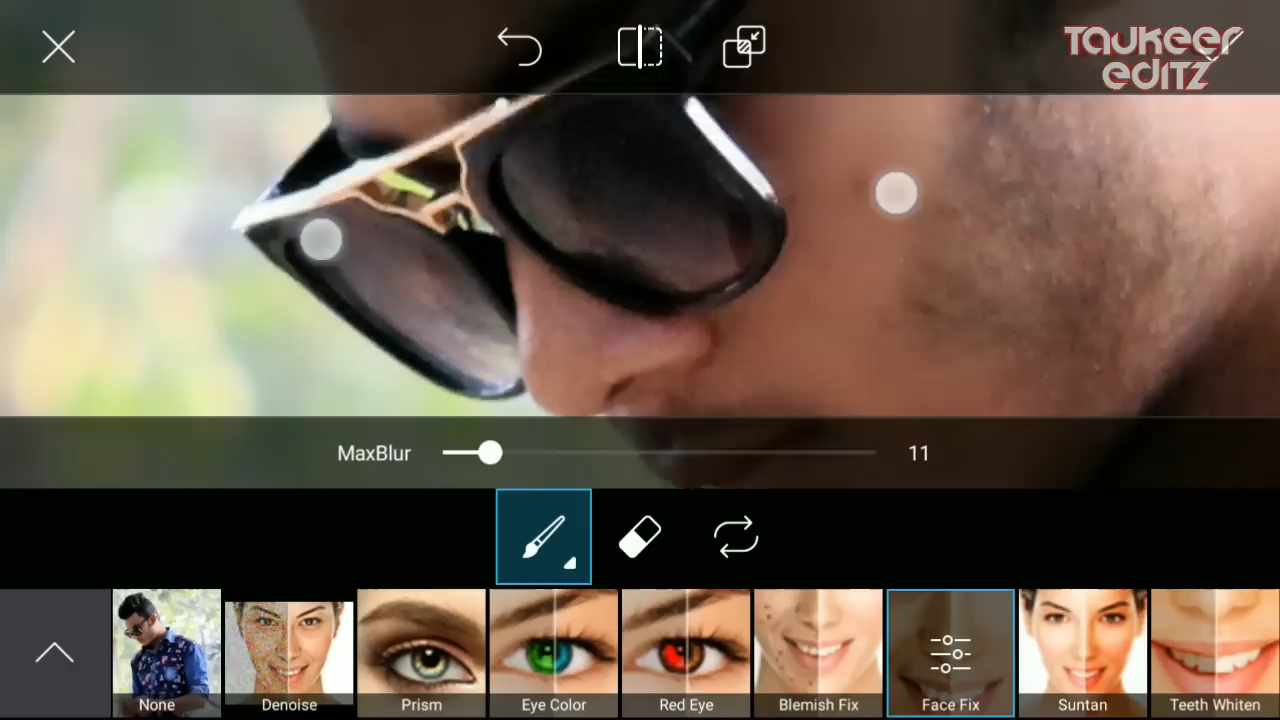 TAUKEER
EDITZ
MaxBlur 11
None Denoise Prism Eye Color Red Eye Blemish Fix Face Fix Suntan Teeth Whiten